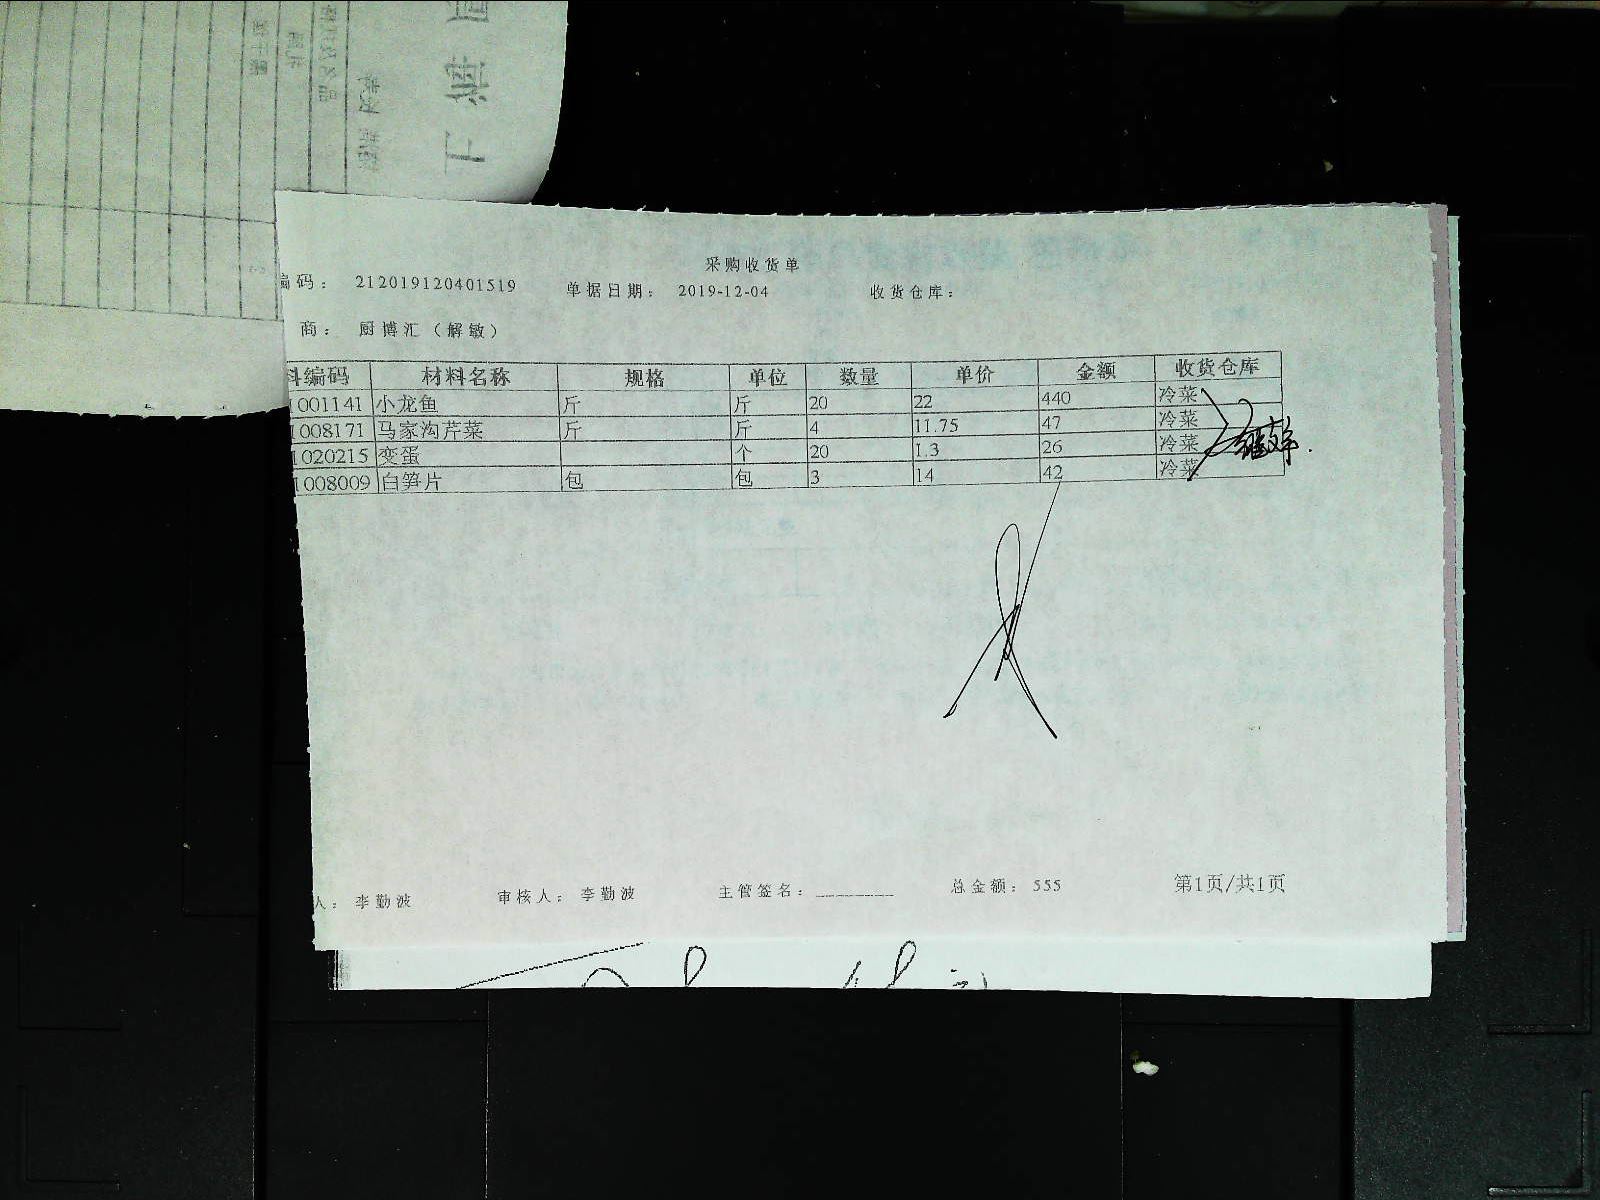 采购收货单
编码： 212019120401519 单据日期： 2019-12-04 收货仓库：
商： 厨博汇（解敏）
料编码 材料名称 规格 单位 数量 单价 金额 收货仓库
1001141 小龙鱼 斤 斤 20 22 440 冷菜
1008171 马家沟芹菜 斤 斤 4 11.75 47 冷菜
1020215 变蛋 个 20 1.3 26 冷菜
1008009 白笋片 包 包 3 14 42 冷菜
人： 李勤波 审核人： 李勤波 主管签名： ________ 总金额： 555 第1页/共1页